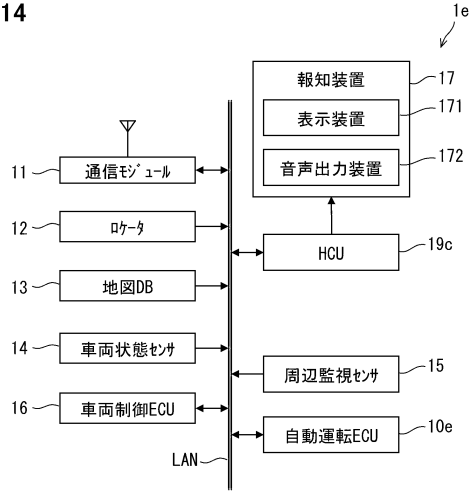 14
1e
報知装置
17
表示装置
171
音声出力装置
172
11
通信ﾓｼﾞｭｰﾙ
12
ﾛｹｰﾀ
HCU
19c
13
地図DB
14
車両状態ｾﾝｻ
周辺監視ｾﾝｻ
15
16
車両制御ECU
自動運転ECU
10e
LAN